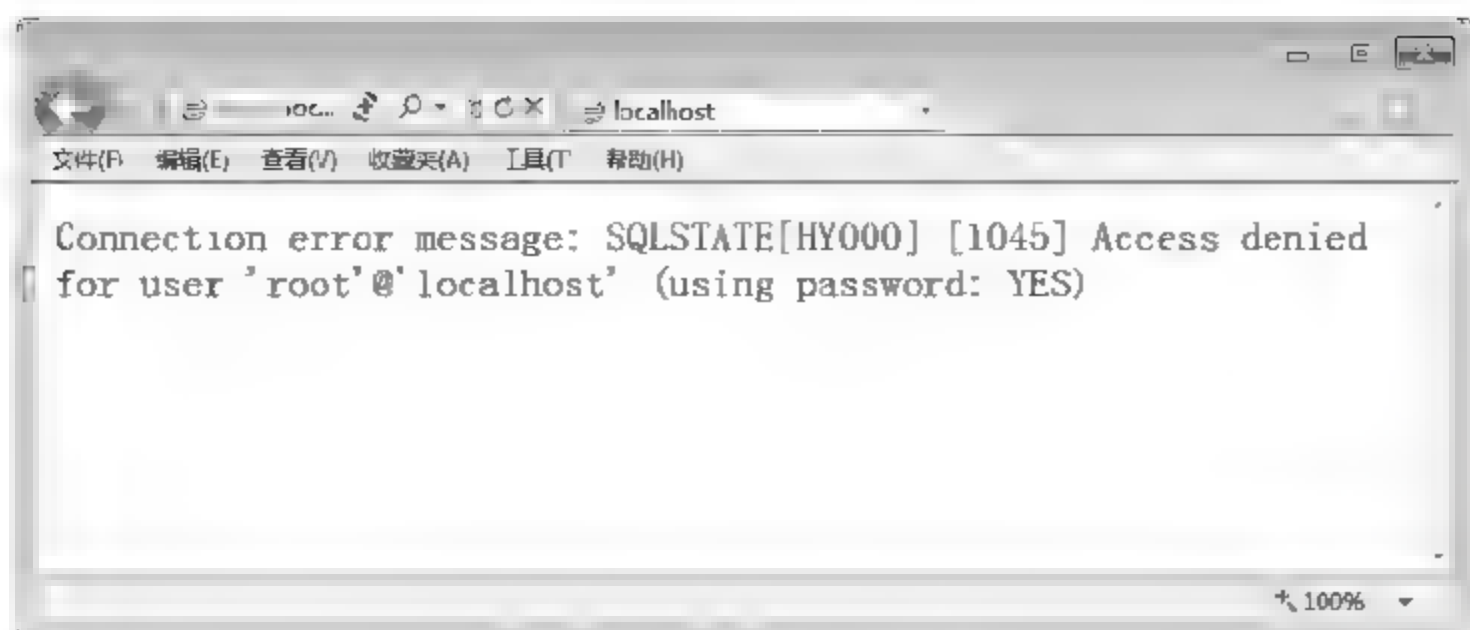 localhost
文件(F) 编辑(E) 查看(V) 收藏夹(A) 工具(T 帮助(H)
Connection error message: SQLSTATE[HY000] [1045] Access denied
for user 'root'@'localhost' (using password: YES)
100%